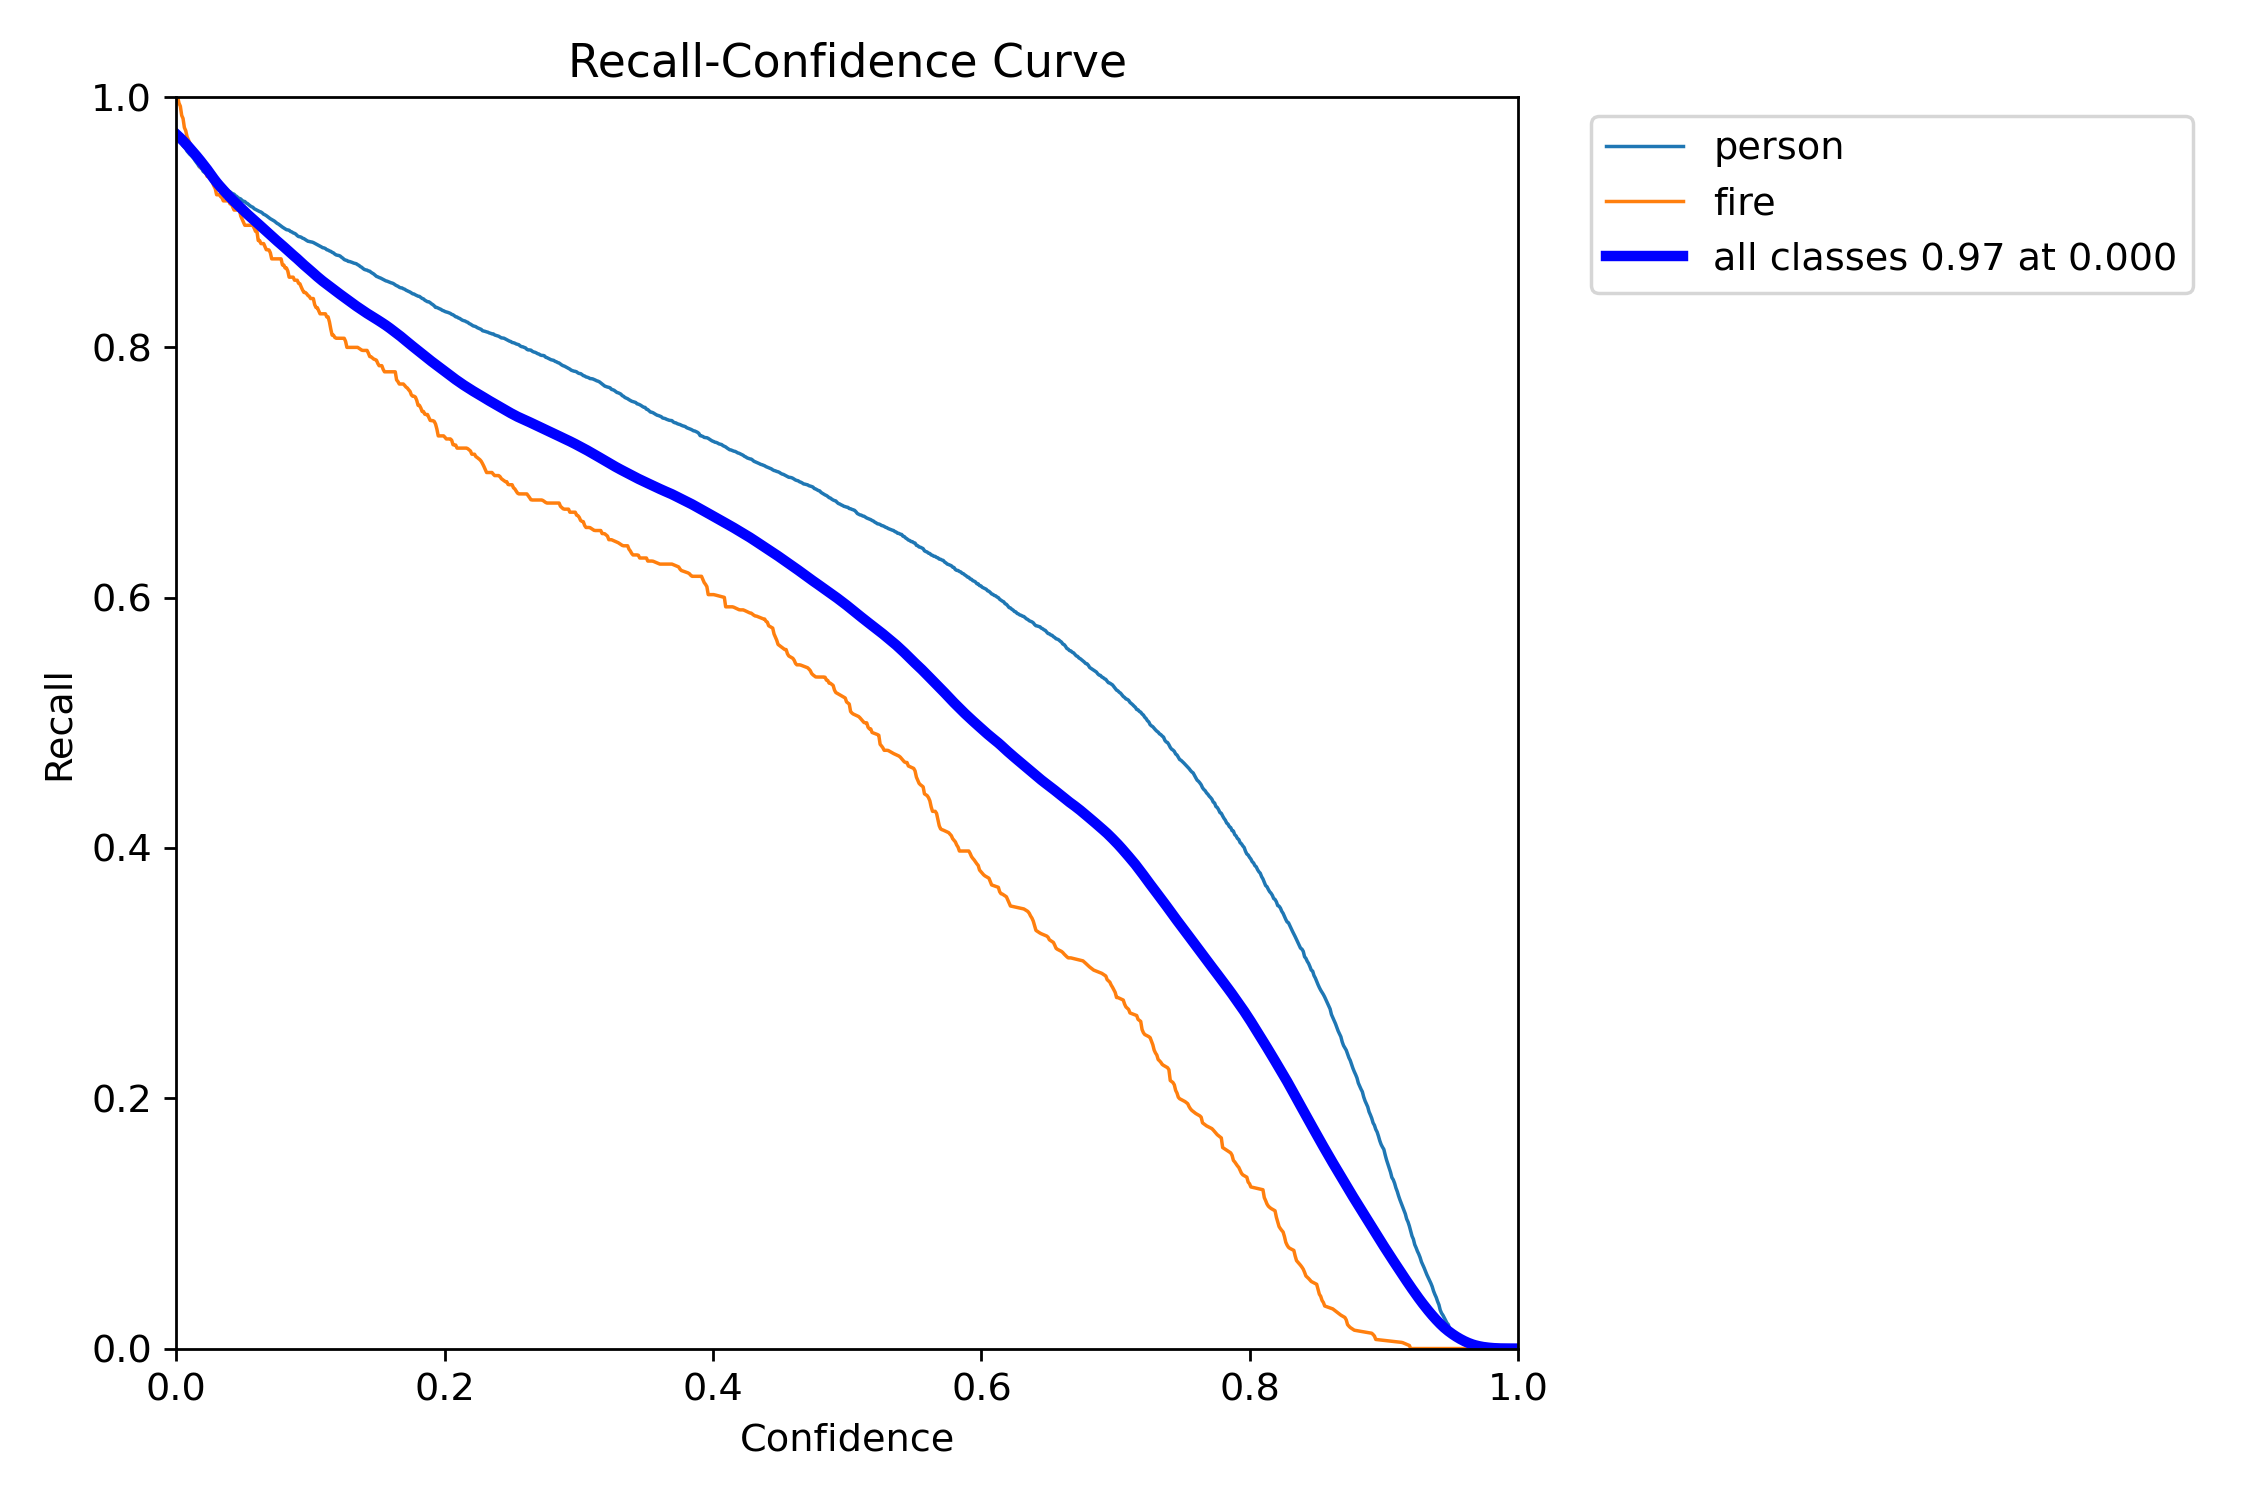 Recall-Confidence Curve
1.0
0.8
0.6
0.4
0.2
0.0
Recall
0.0 0.2 0.4 0.6 0.8 1.0
Confidence
person
fire
all classes 0.97 at 0.000